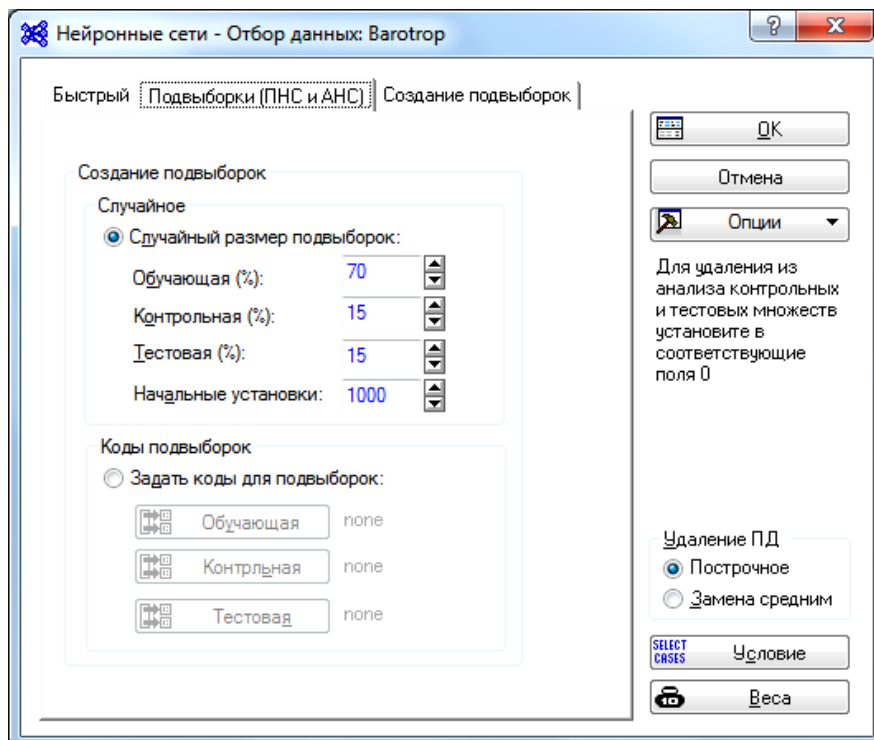 Нейронные сети - Отбор данных: Barotrop
?
X
Быстрый
Подвыборки (ПНС и АНС)
Создание подвыборок
Создание подвыборок
Случайное
Случайный размер подвыборок:
Обучающая (%): 70
Контрольная (%): 15
Тестовая (%): 15
Начальные установки: 1000
Коды подвыборок
Задать коды для подвыборок:
Обучающая none
Контрльная none
Тестовая none
OK
Отмена
Опции
Для удаления из
анализа контрольных
и тестовых множеств
установите в
соответствующие
поля 0
Удаление ПД
Построчное
Замена средним
SELECT
CASES
Условие
10
Веса